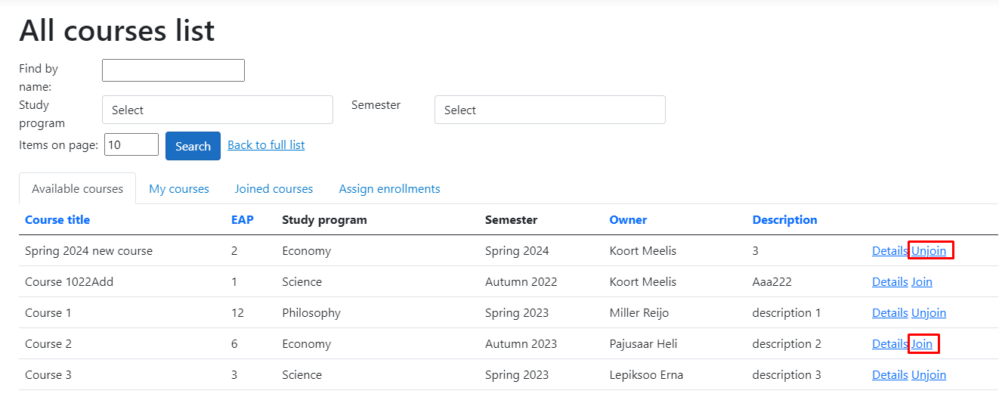 All courses list
Find by
name:
Study
program
Select
Semester
Select
Items on page: 10 Search Back to full list
Available courses My courses Joined courses Assign enrollments
Course title EAP Study program Semester Owner Description
Spring 2024 new course 2 Economy Spring 2024 Koort Meelis 3 Details Unjoin
Course 1022Add 1 Science Autumn 2022 Koort Meelis Aaa222 Details Join
Course 1 12 Philosophy Spring 2023 Miller Reijo description 1 Details Unjoin
Course 2 6 Economy Autumn 2023 Pajusaar Heli description 2 Details Join
Course 3 3 Science Spring 2023 Lepiksoo Erna description 3 Details Unjoin